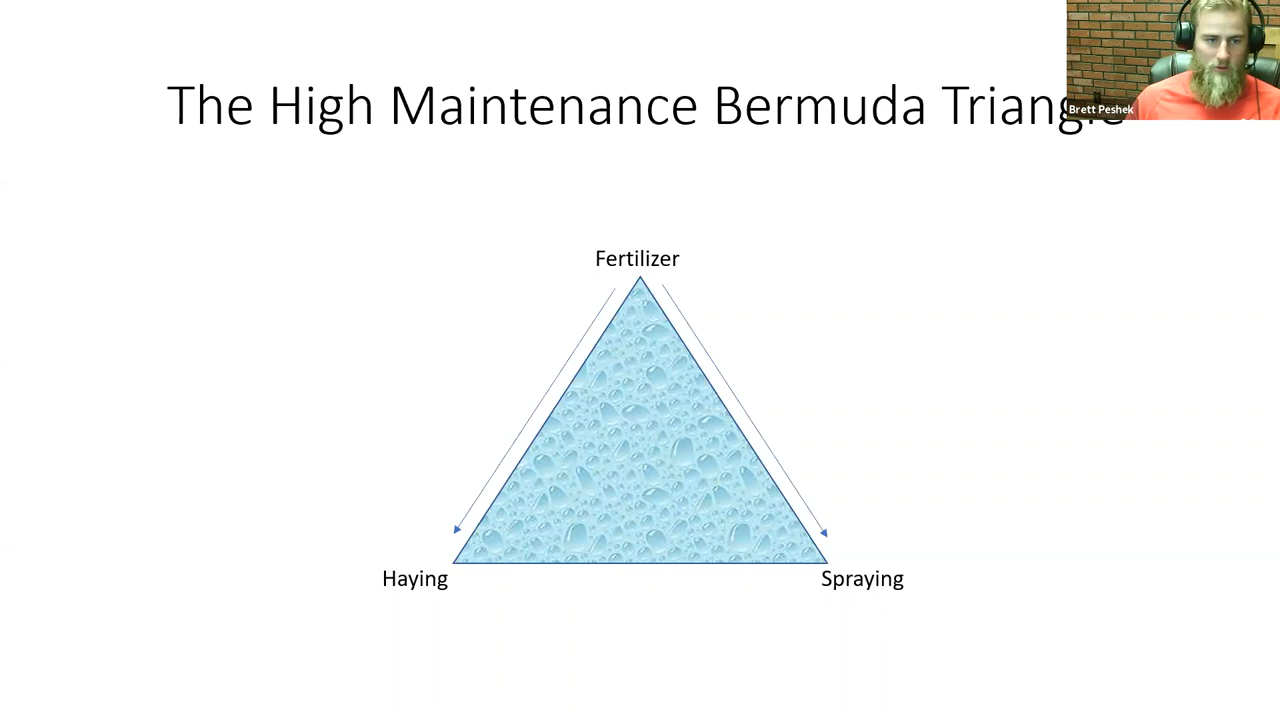 The High Maintenance Bermuda Triangle
Brett Peshek
Fertilizer
Haying
Spraying